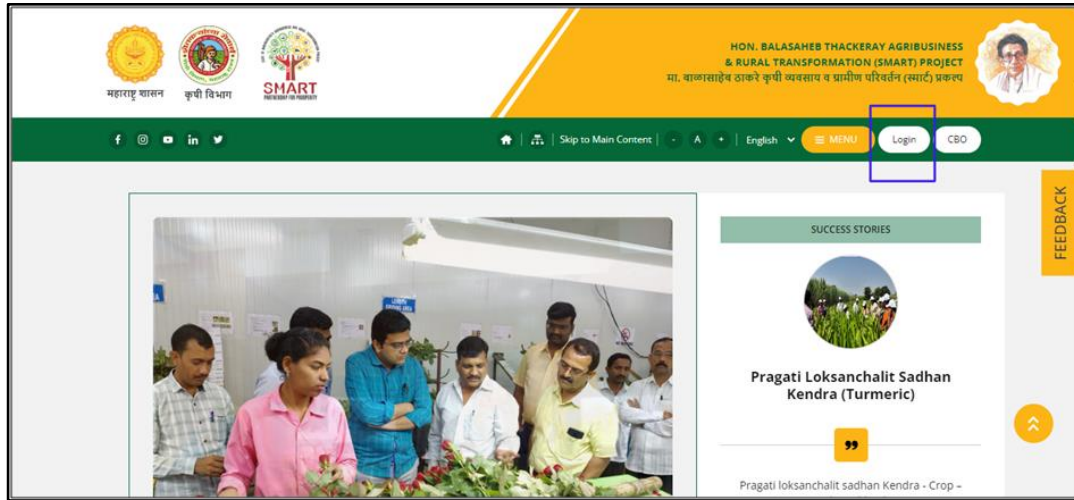 महाराष्ट्र शासन
कृषी विभाग
SMART
HON. BALASAHEB THACKERAY AGRIBUSINESS
& RURAL TRANSFORMATION (SMART) PROJECT
मा. बाळासाहेब ठाकरे कृषी व्यवसाय व ग्रामीण परिवर्तन (स्मार्ट) प्रकल्प
Skip to Main Content | - A + | English MENU Login CBO
FEEDBACK
SUCCESS STORIES
Pragati Loksanchalit Sadhan
Kendra (Turmeric)
Pragati loksanchalit sadhan Kendra - Crop –